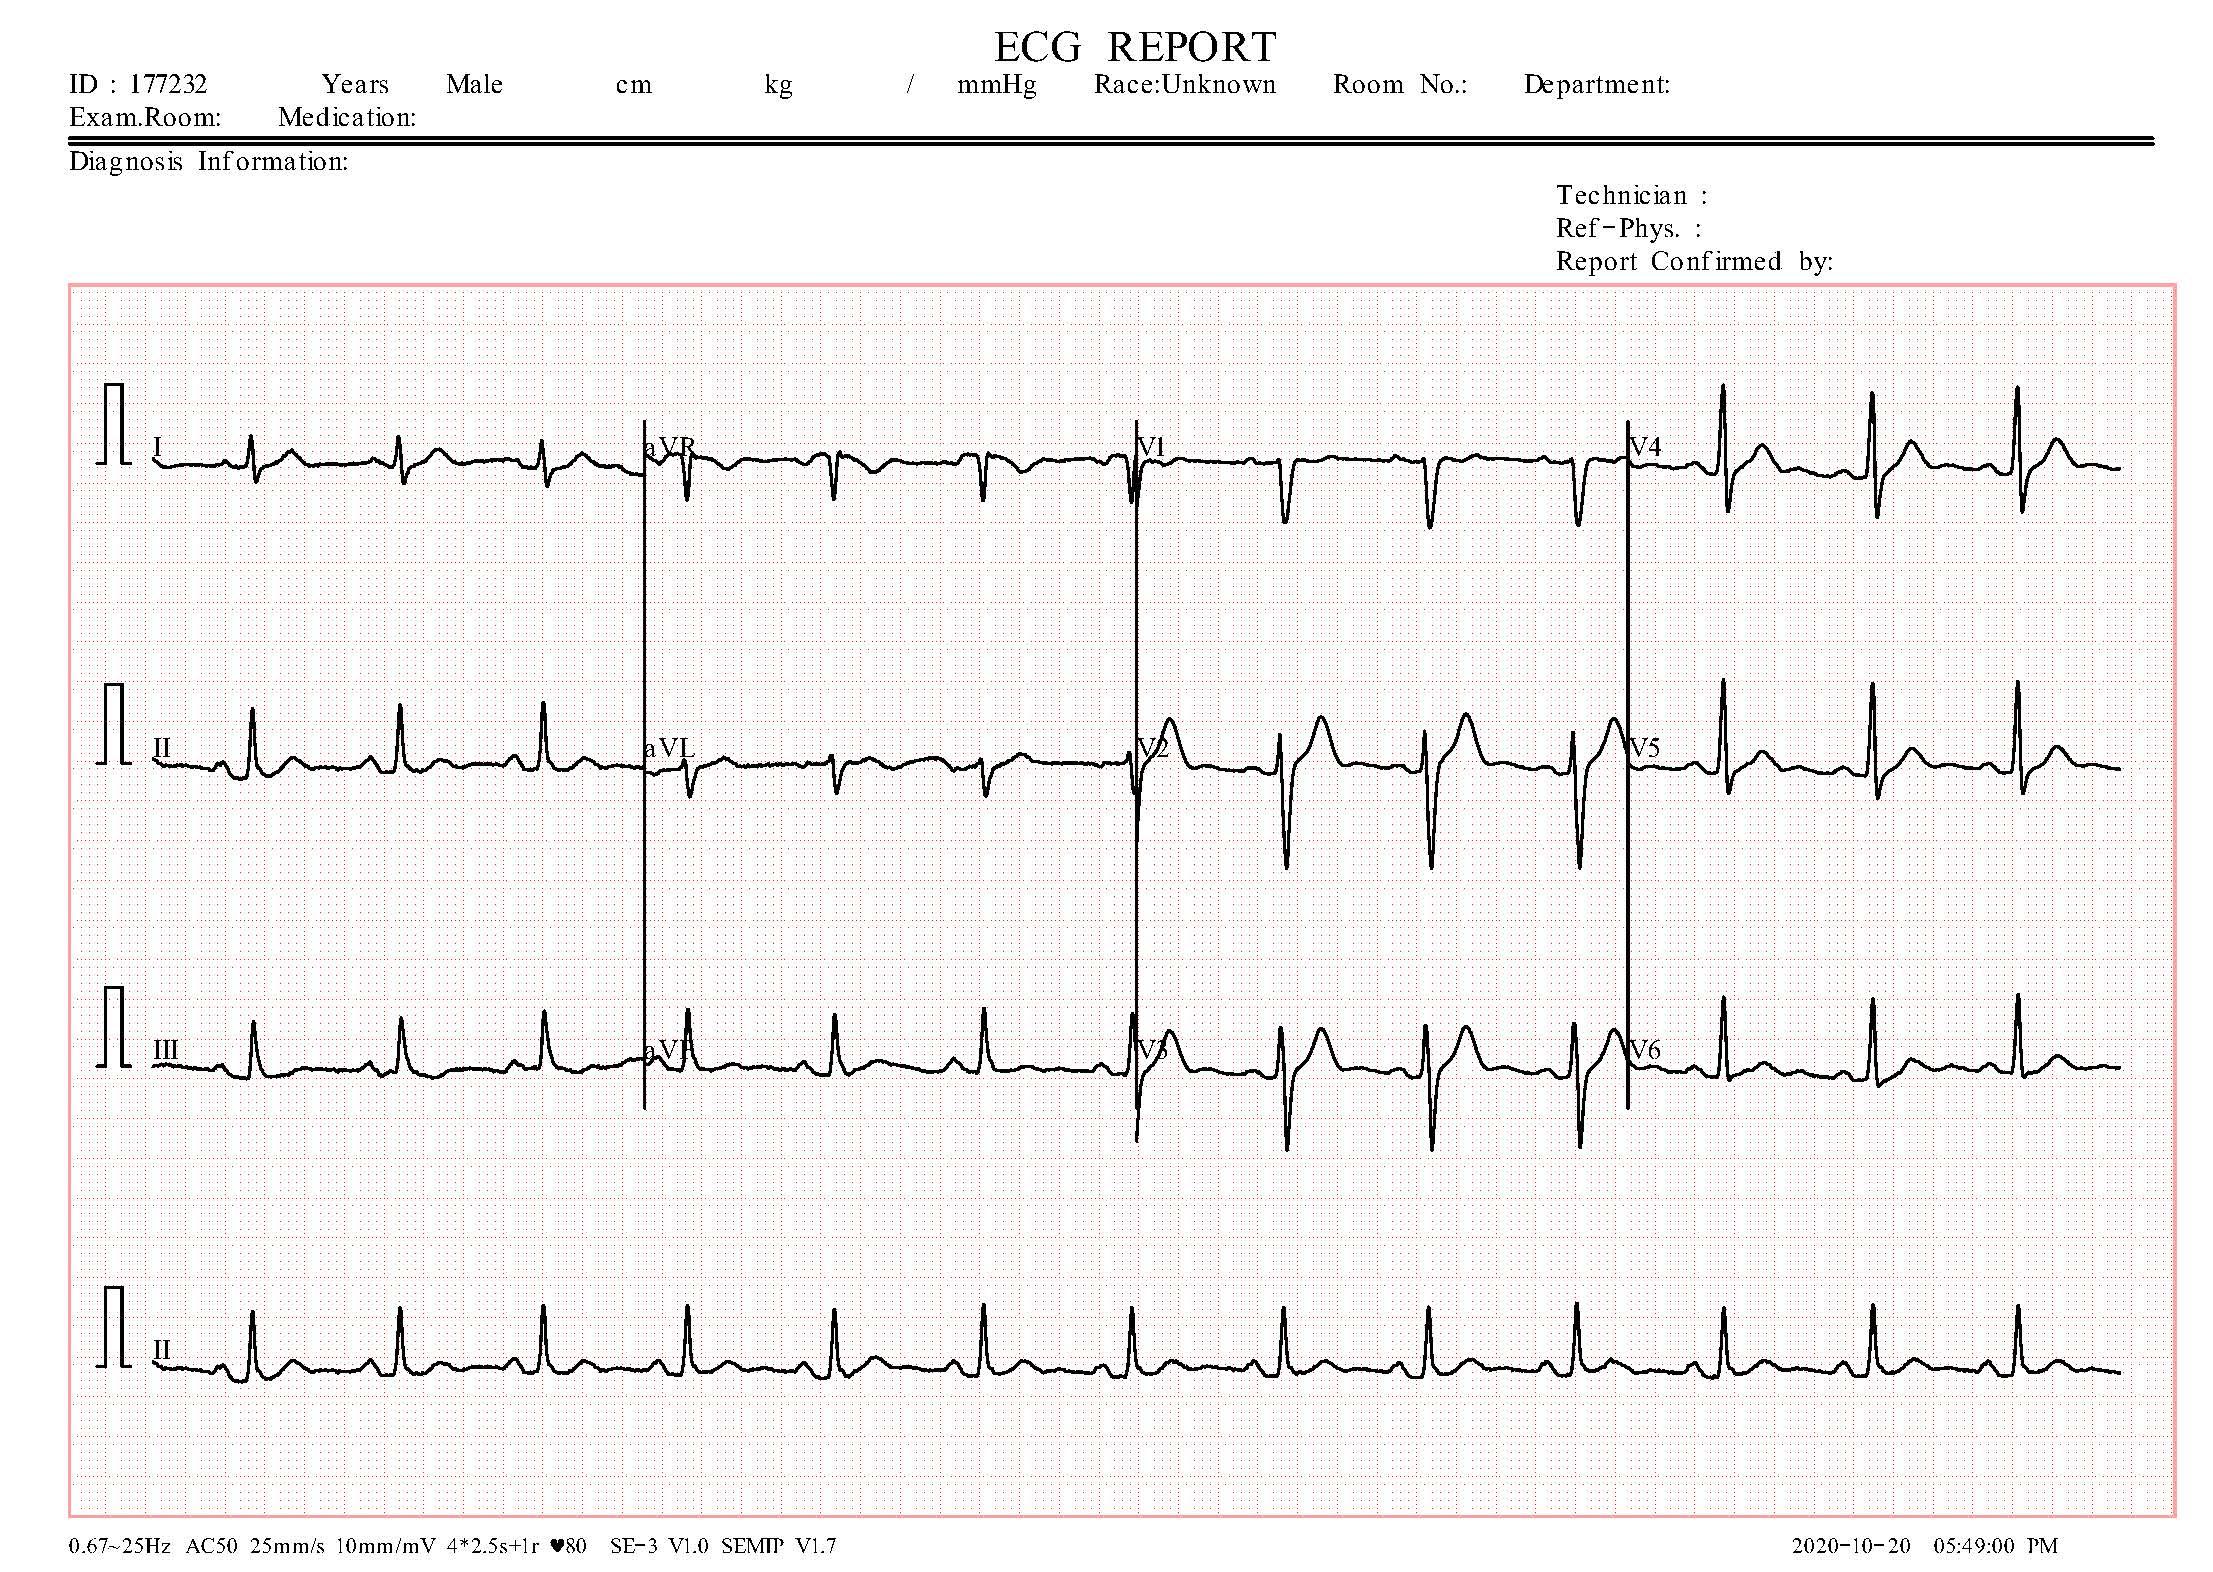 ECG REPORT
ID : 177232 Years Male cm kg / mmHg Race:Unknown Room No.: Department:
Exam.Room: Medication:
Diagnosis Information:
Technician :
Ref-Phys. :
Report Confirmed by:
I aVR V1 V4
II aVL V2 V5
III aVF V3 V6
II
0.67~25Hz AC50 25mm/s 10mm/mV 4*2.5s+1r ♥80 SE-3 V1.0 SEMIP V1.7 2020-10-20 05:49:00 PM